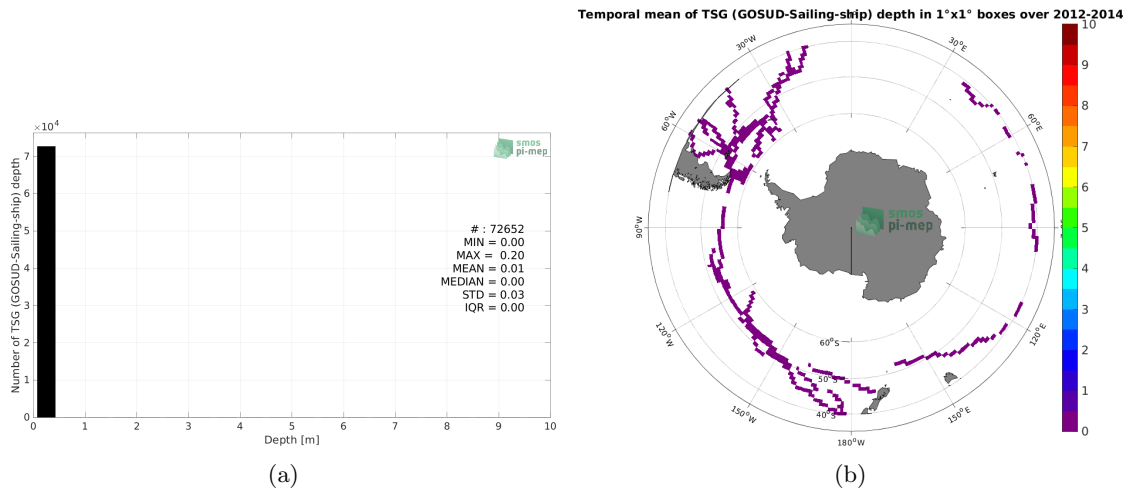 Temporal mean of TSG (GOSUD-Sailing-ship) depth in 1°x1° boxes over 2012-2014
×10⁴
7
6
5
4
3
2
1
0
Number of TSG (GOSUD-Sailing-ship) depth
0 1 2 3 4 5 6 7 8 9 10
Depth [m]
smos
pi-mep
# : 72652
MIN = 0.00
MAX = 0.20
MEAN = 0.01
MEDIAN = 0.00
STD = 0.03
IQR = 0.00
(a)
30°W
30°E
60°W
60°E
90°W
120°W
120°E
150°W
150°E
180°W
60°S
50°S
40°S
smos
pi-mep
10
9
8
7
6
5
4
3
2
1
0
(b)